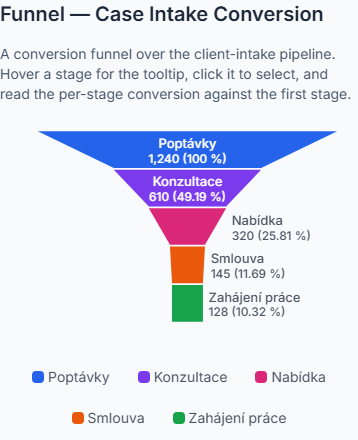 Funnel — Case Intake Conversion
A conversion funnel over the client-intake pipeline.
Hover a stage for the tooltip, click it to select, and
read the per-stage conversion against the first stage.
Poptávky
1,240 (100 %)
Konzultace
610 (49.19 %)
Nabídka
320 (25.81 %)
Smlouva
145 (11.69 %)
Zahájení práce
128 (10.32 %)
Poptávky Konzultace Nabídka
Smlouva Zahájení práce